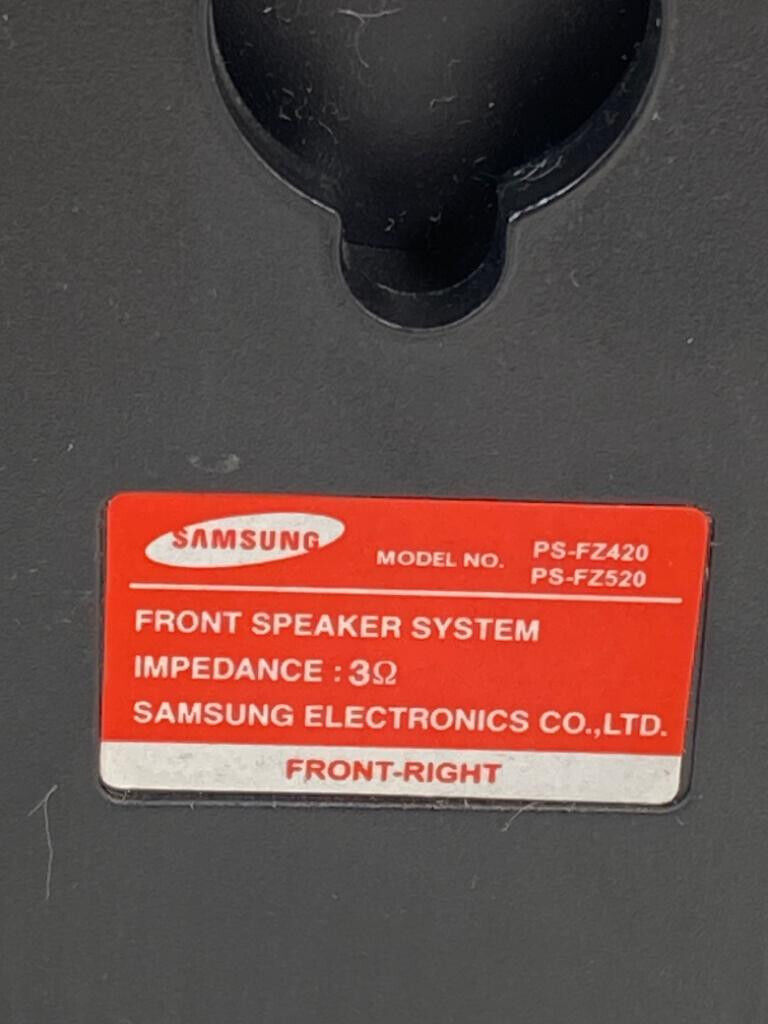 SAMSUNG
MODEL NO. PS-FZ420
PS-FZ520
FRONT SPEAKER SYSTEM
IMPEDANCE : 3Ω
SAMSUNG ELECTRONICS CO.,LTD.
FRONT-RIGHT